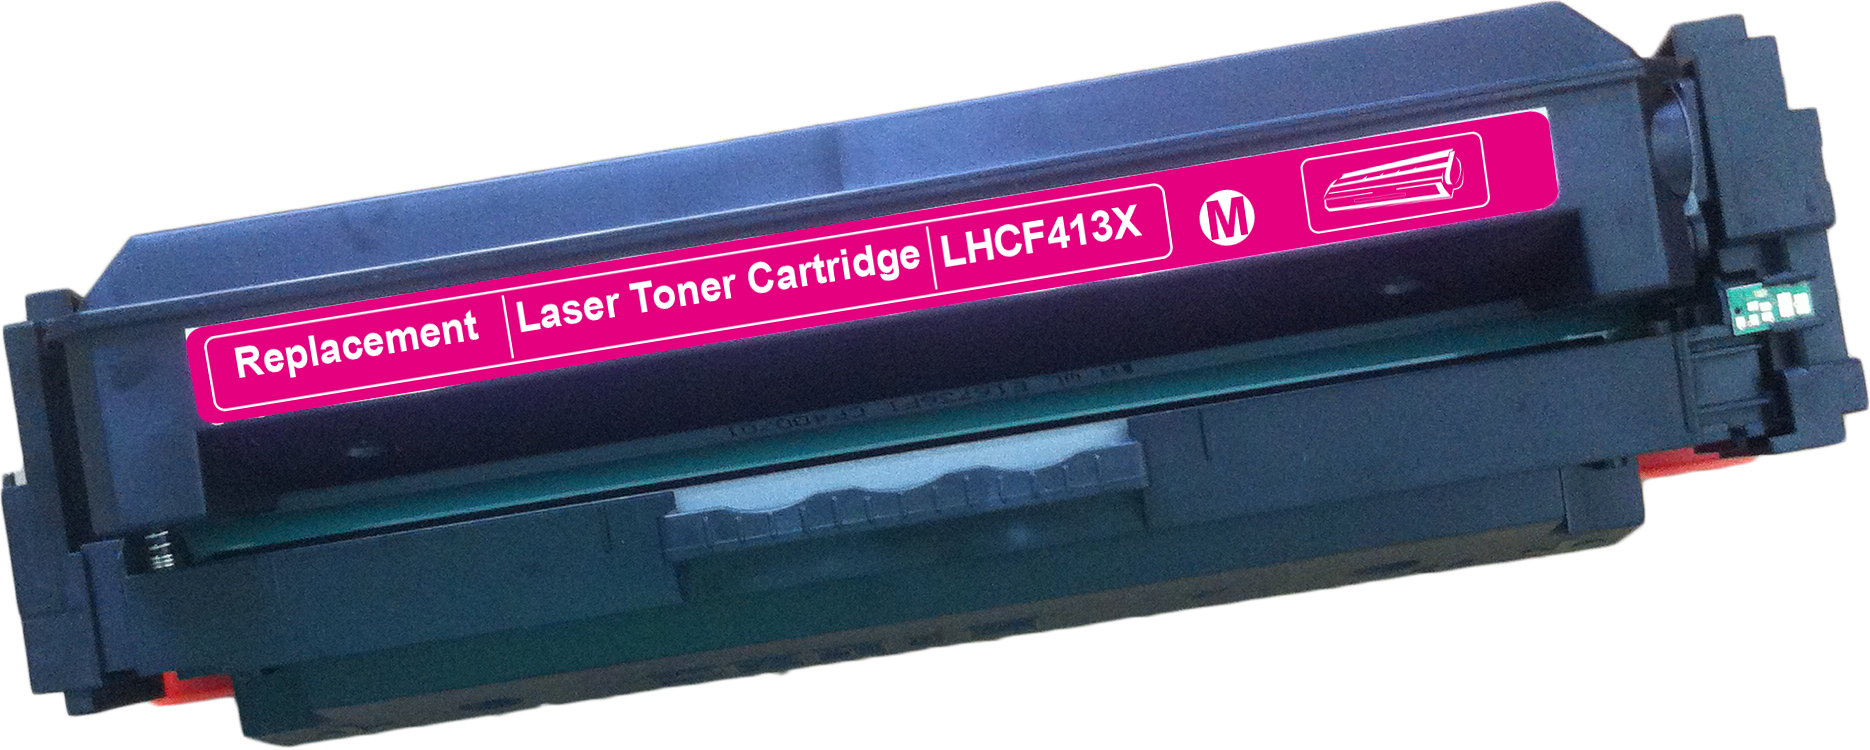 Replacement Laser Toner Cartridge LHCF413X M